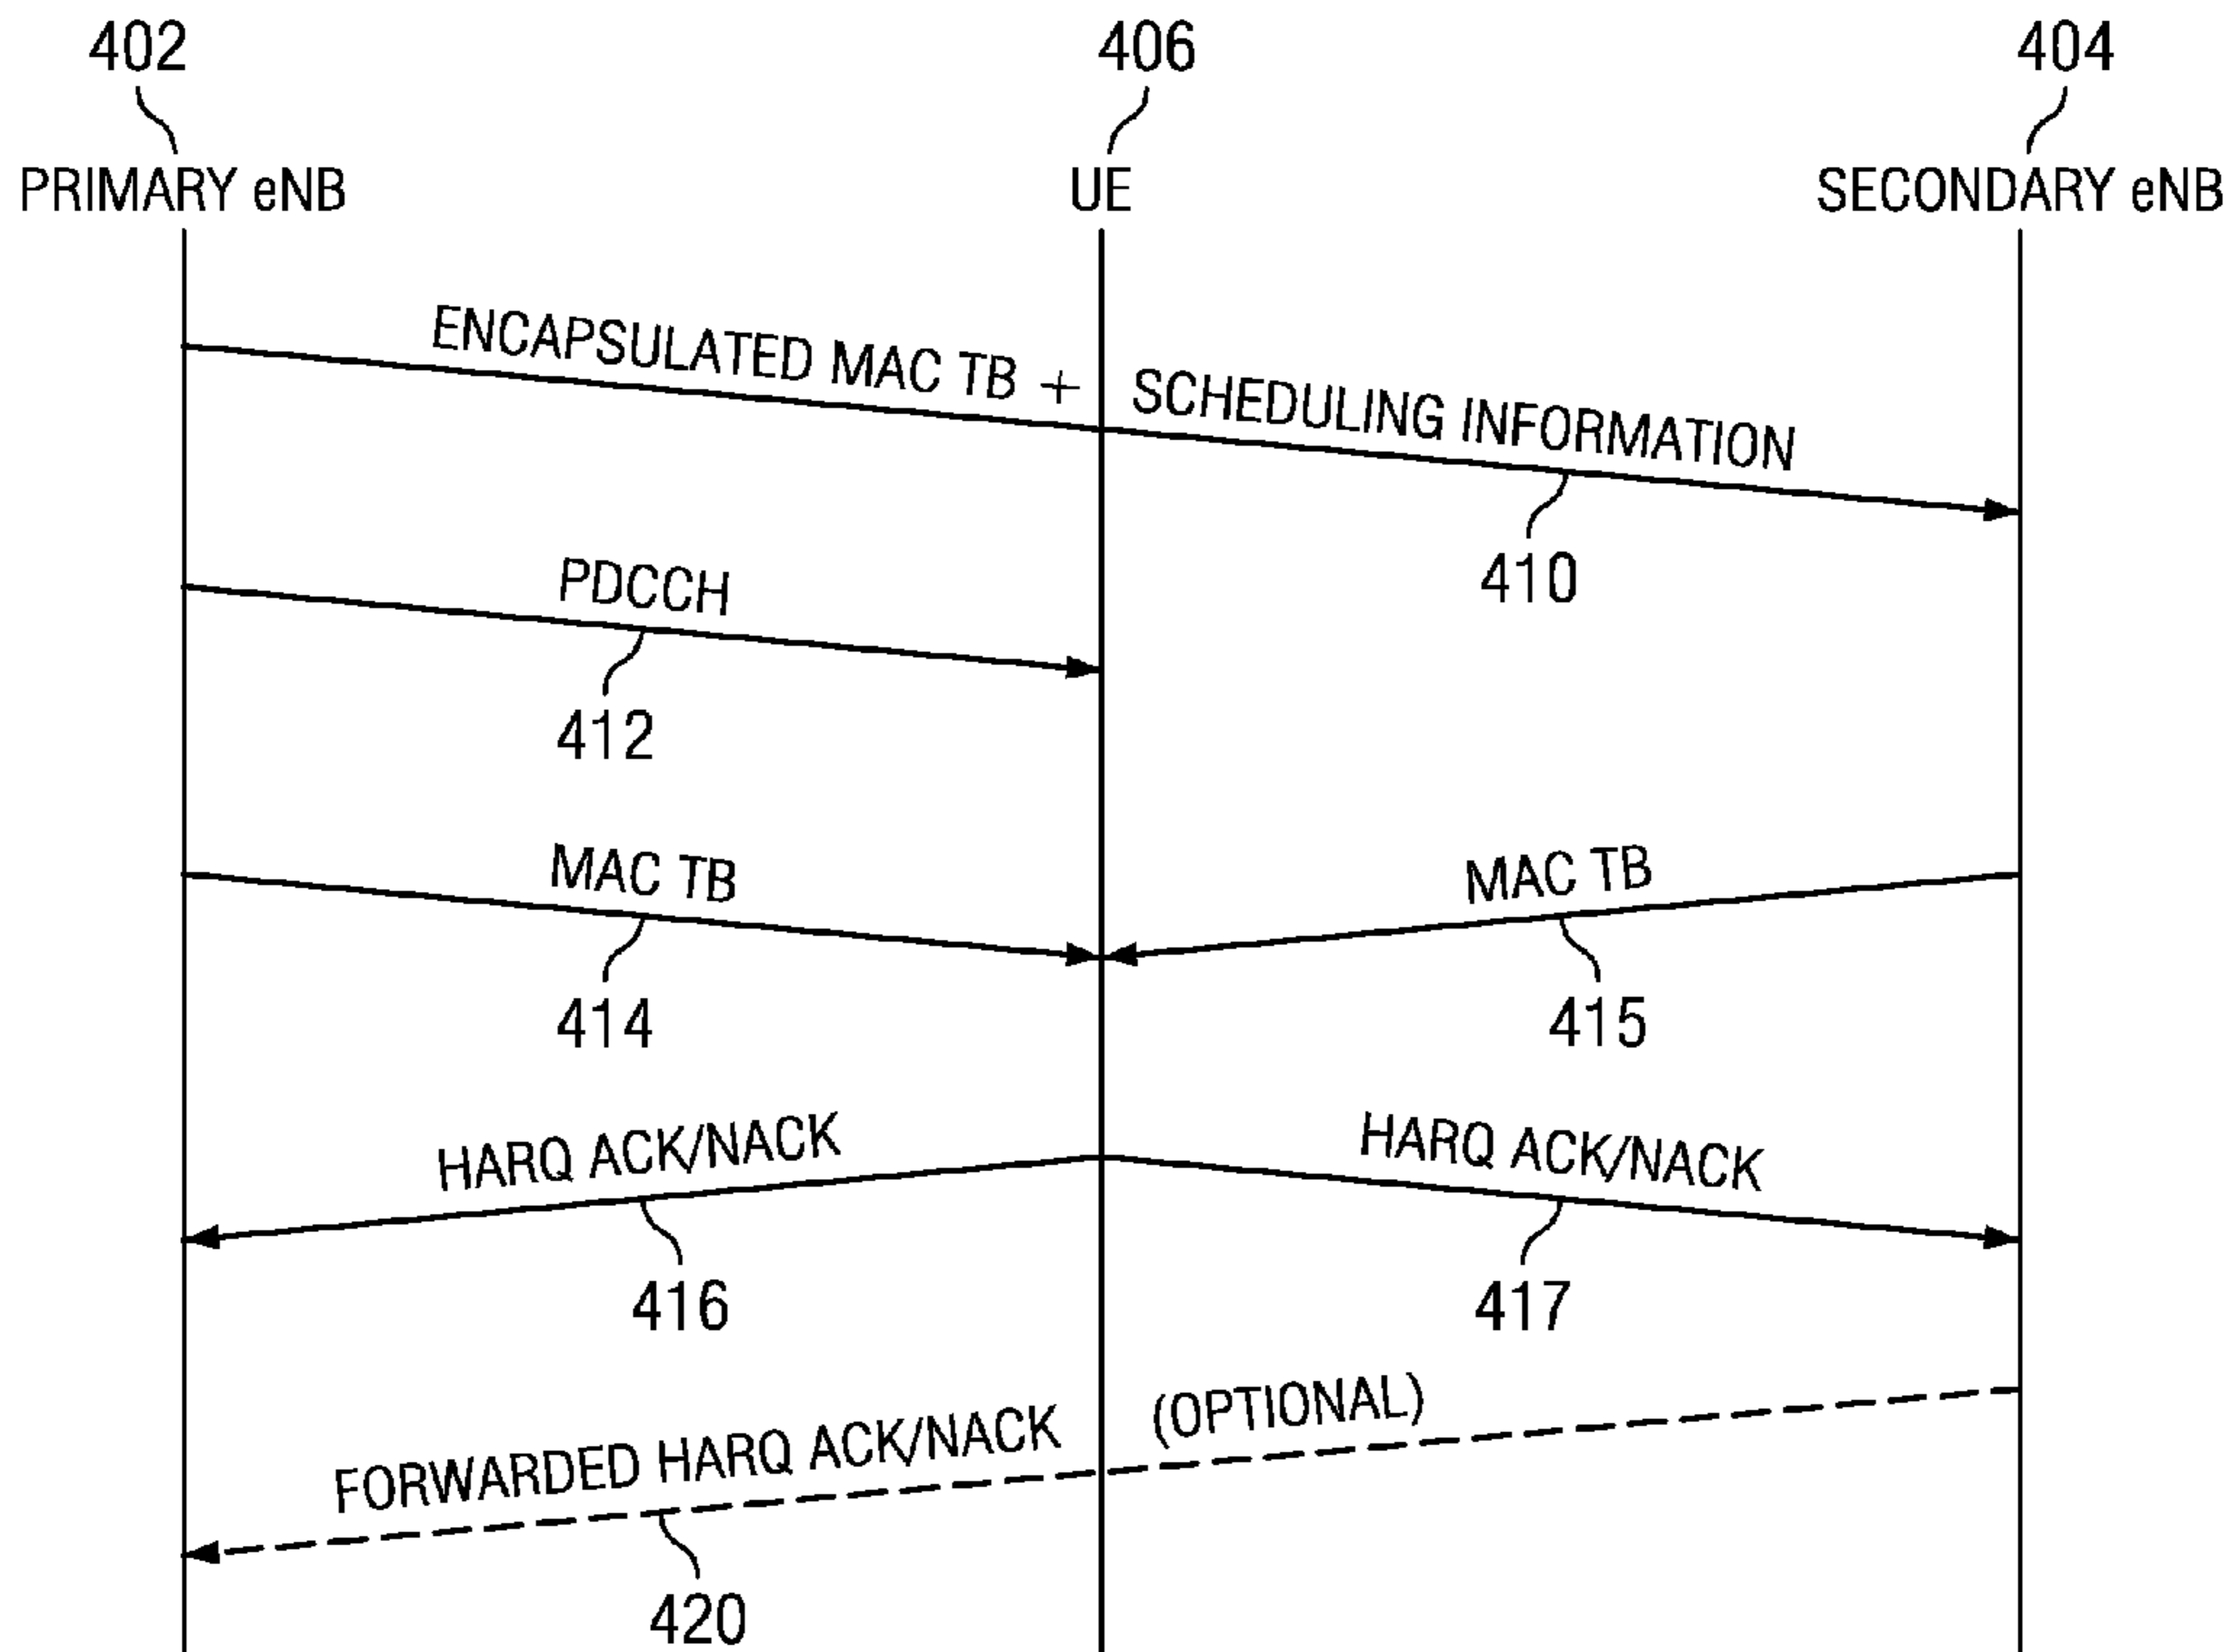 402
406
404
PRIMARY eNB
UE
SECONDARY eNB
ENCAPSULATED MAC TB + SCHEDULING INFORMATION
410
PDCCH
412
MAC TB
MAC TB
414
415
HARQ ACK/NACK
HARQ ACK/NACK
416
417
FORWARDED HARQ ACK/NACK (OPTIONAL)
420